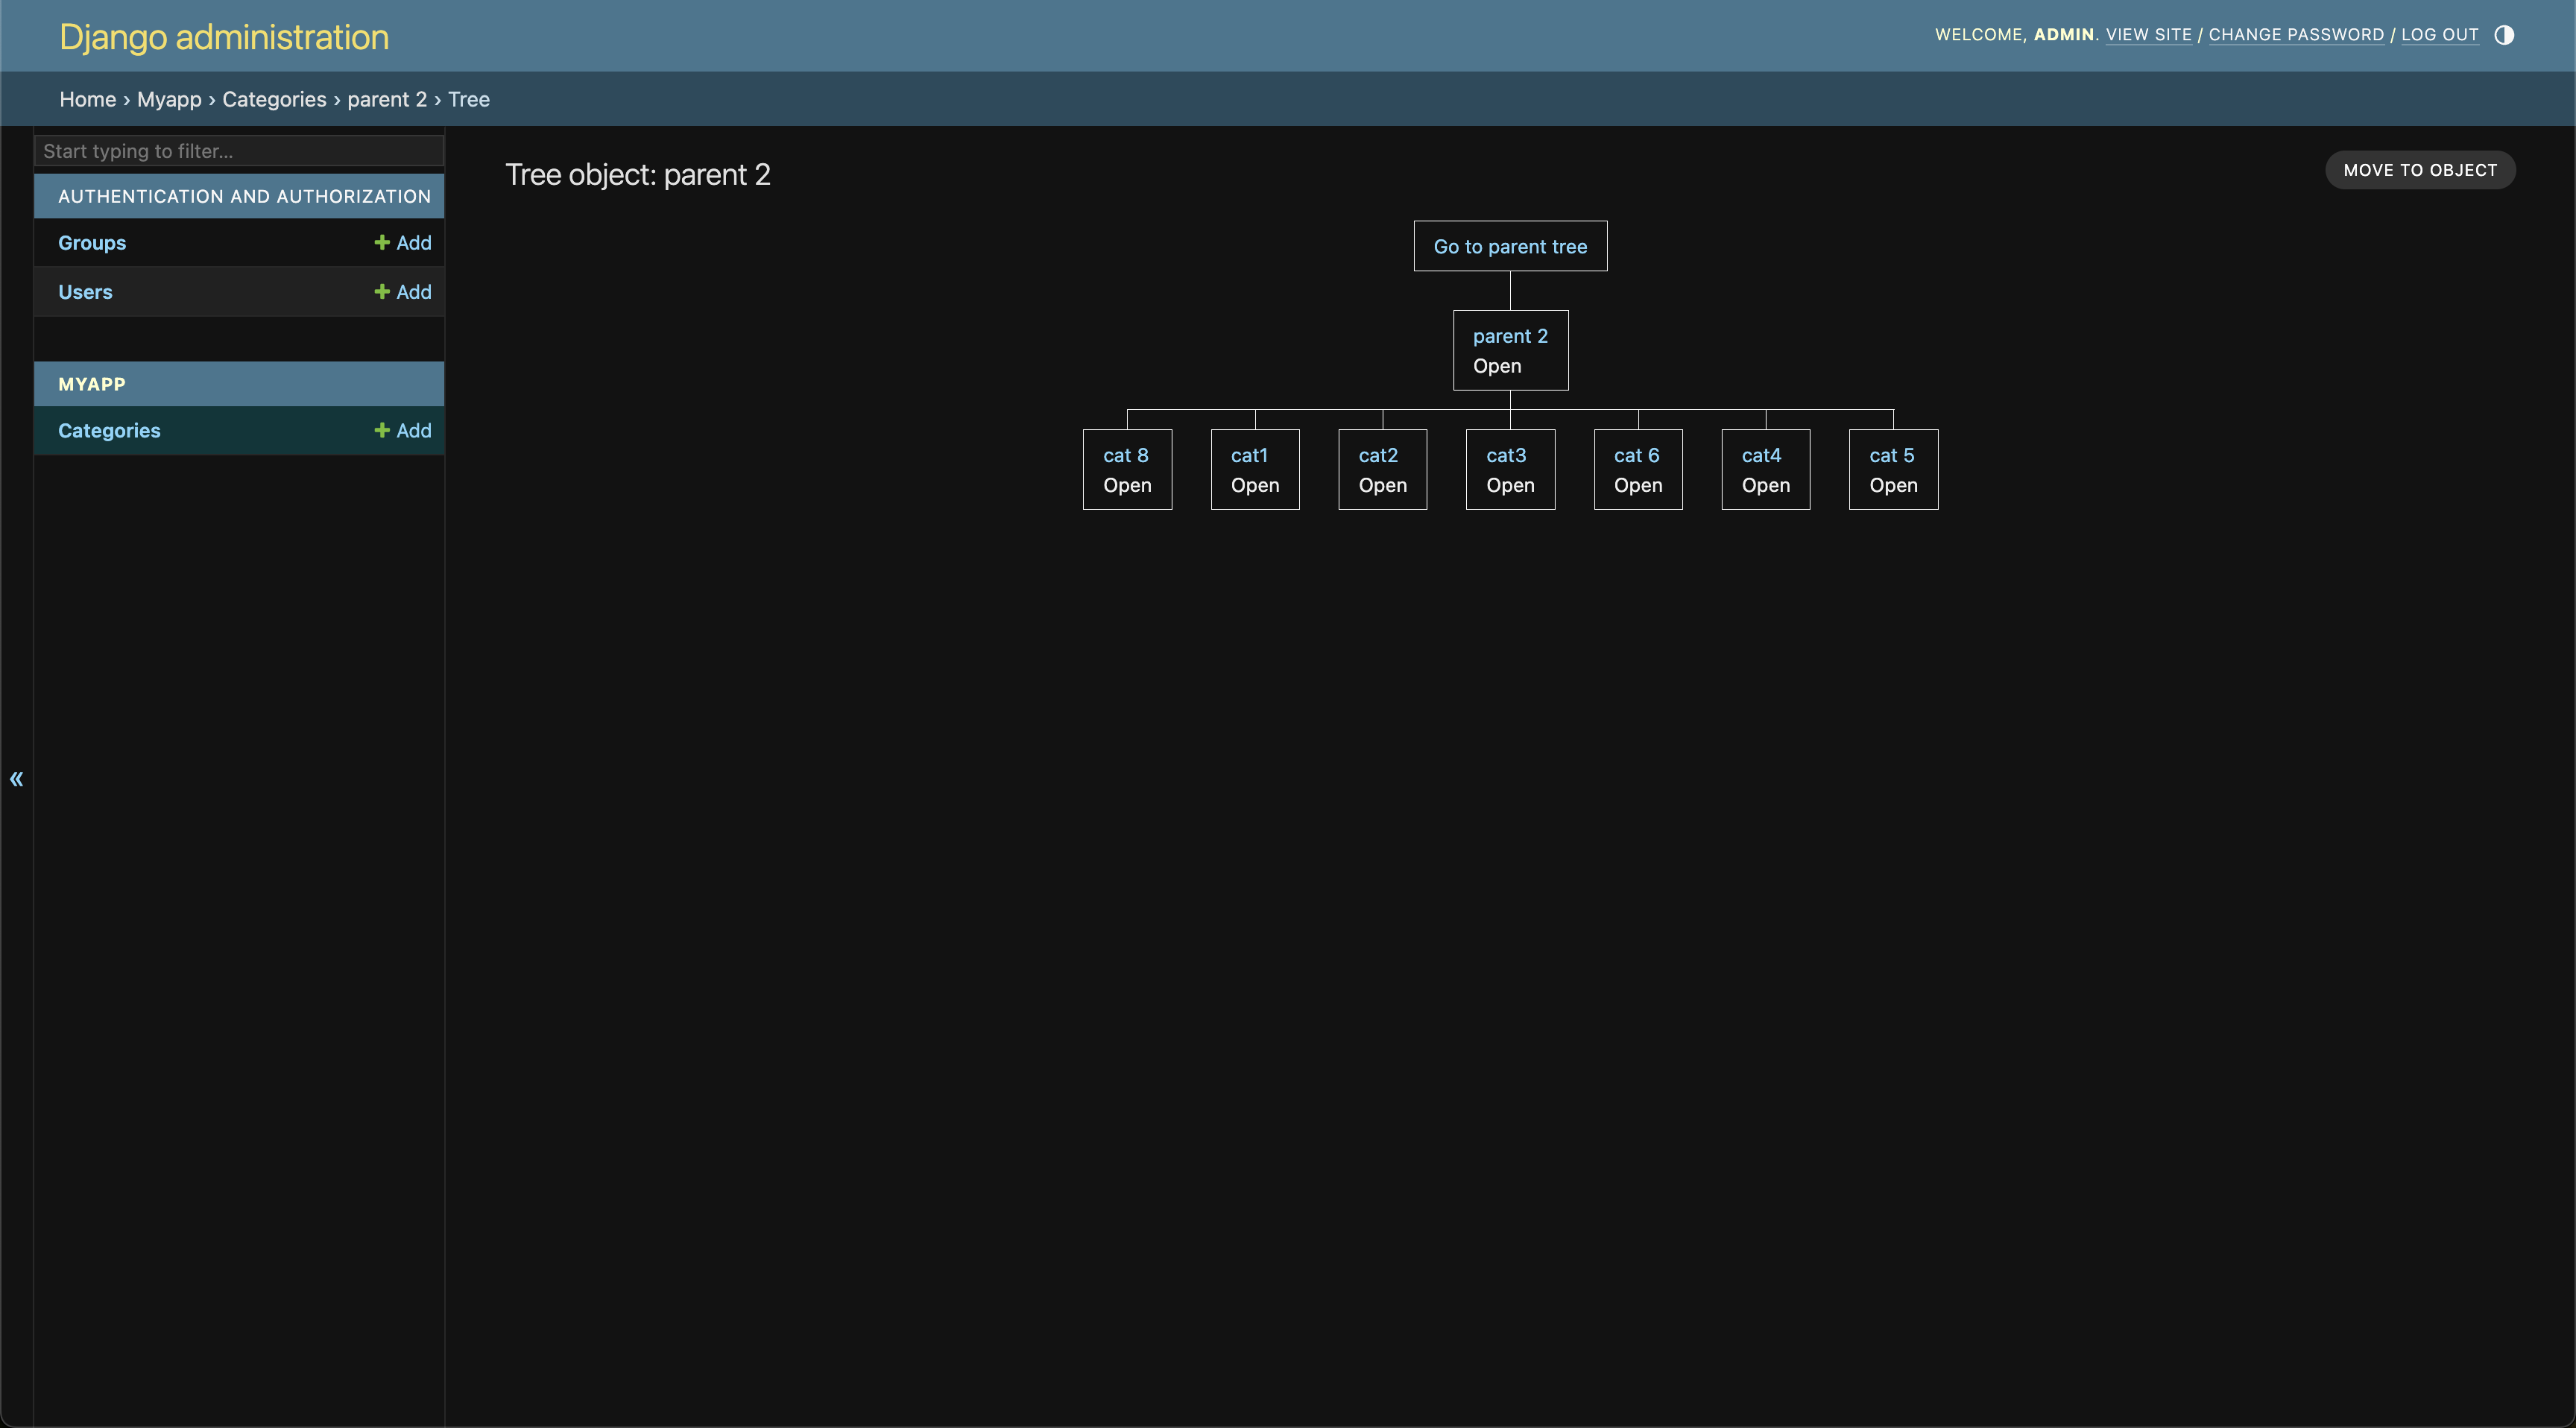 Django administration
WELCOME, ADMIN. VIEW SITE / CHANGE PASSWORD / LOG OUT
Home › Myapp › Categories › parent 2 › Tree
Start typing to filter...
AUTHENTICATION AND AUTHORIZATION
Groups + Add
Users + Add
MYAPP
Categories + Add
«
Tree object: parent 2
MOVE TO OBJECT
Go to parent tree
parent 2
Open
cat 8 cat1 cat2 cat3 cat 6 cat4 cat 5
Open Open Open Open Open Open Open